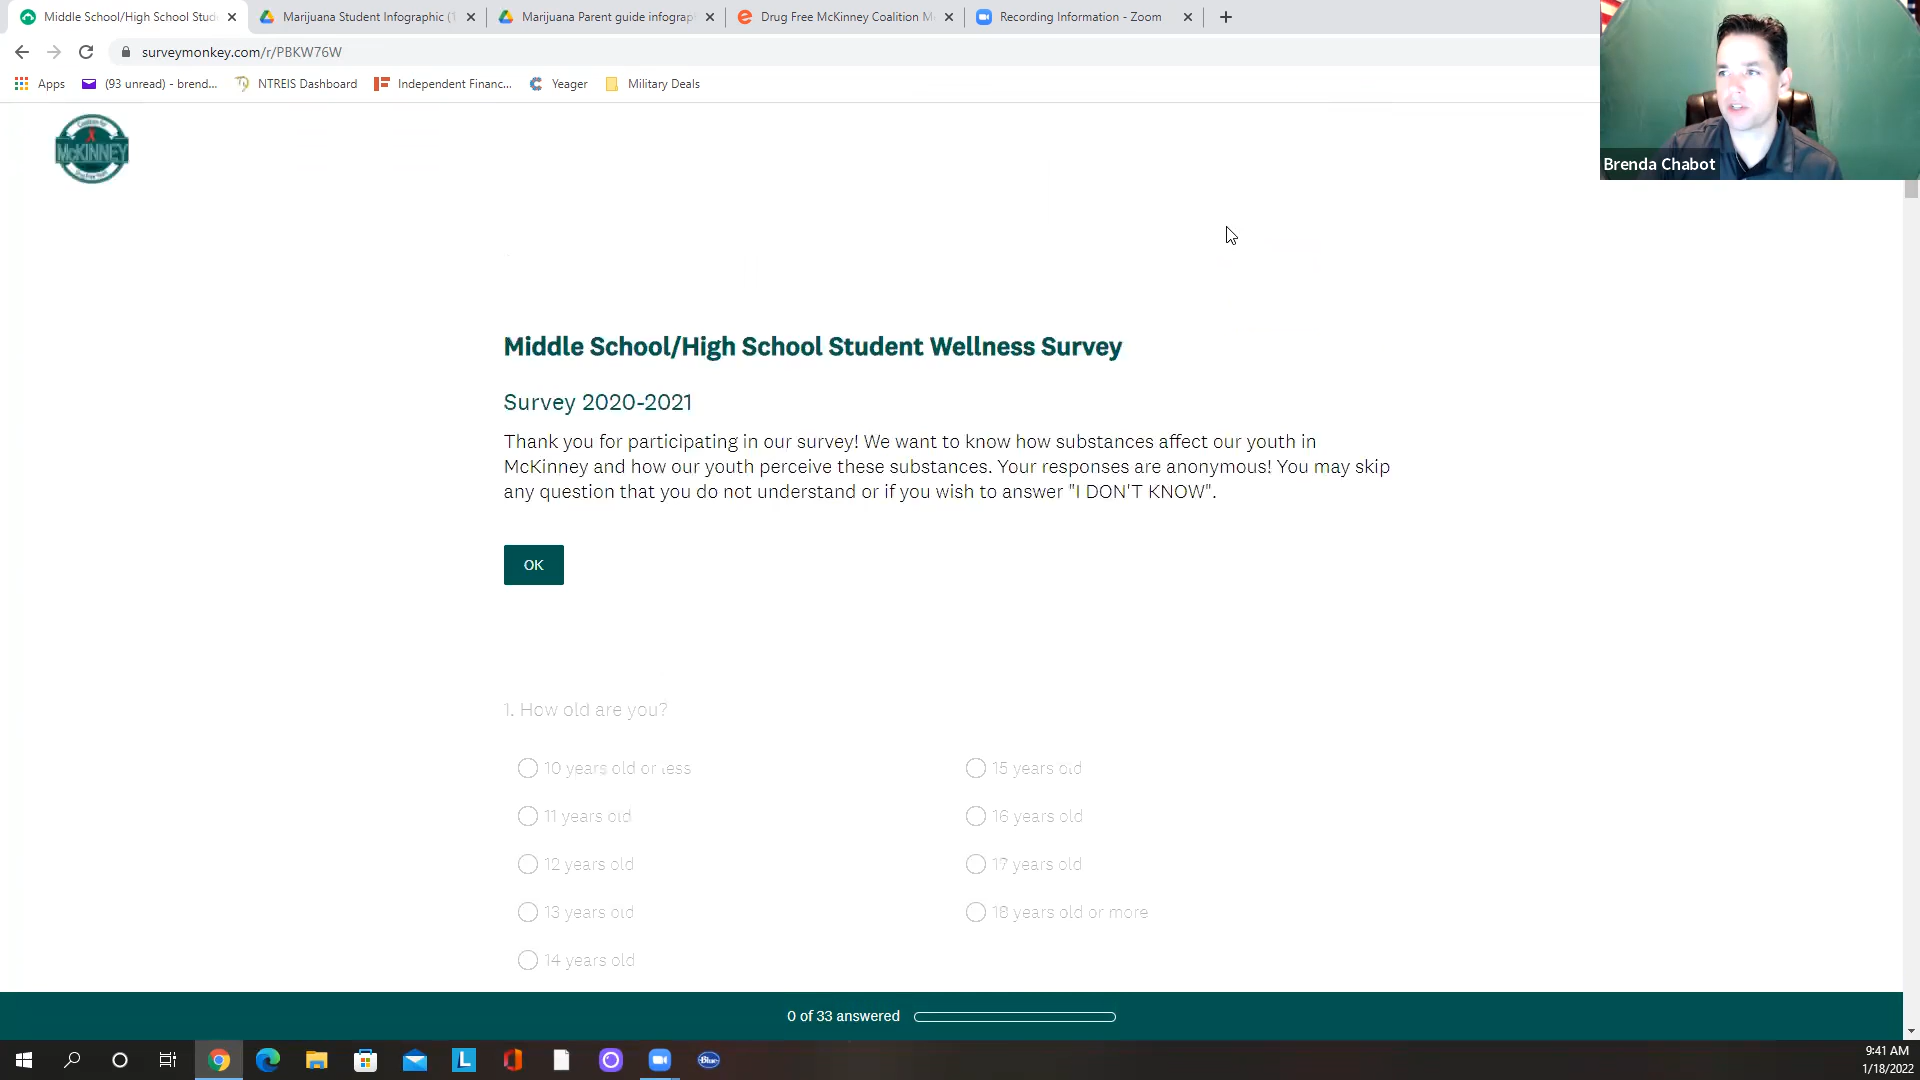 Middle School/High School Stud
Marijuana Student Infographic (
Marijuana Parent guide infograp
Drug Free McKinney Coalition M
Recording Information - Zoom
surveymonkey.com/r/PBKW76W
Apps
(93 unread) - brend...
NTREIS Dashboard
Independent Financ...
Yeager
Military Deals
Brenda Chabot
McKINNEY
Middle School/High School Student Wellness Survey
Survey 2020-2021
Thank you for participating in our survey! We want to know how substances affect our youth in
McKinney and how our youth perceive these substances. Your responses are anonymous! You may skip
any question that you do not understand or if you wish to answer "I DON'T KNOW".
OK
1. How old are you?
10 years old or less
11 years old
12 years old
13 years old
14 years old
15 years old
16 years old
17 years old
18 years old or more
0 of 33 answered
L
Blue
9:41 AM
1/18/2022